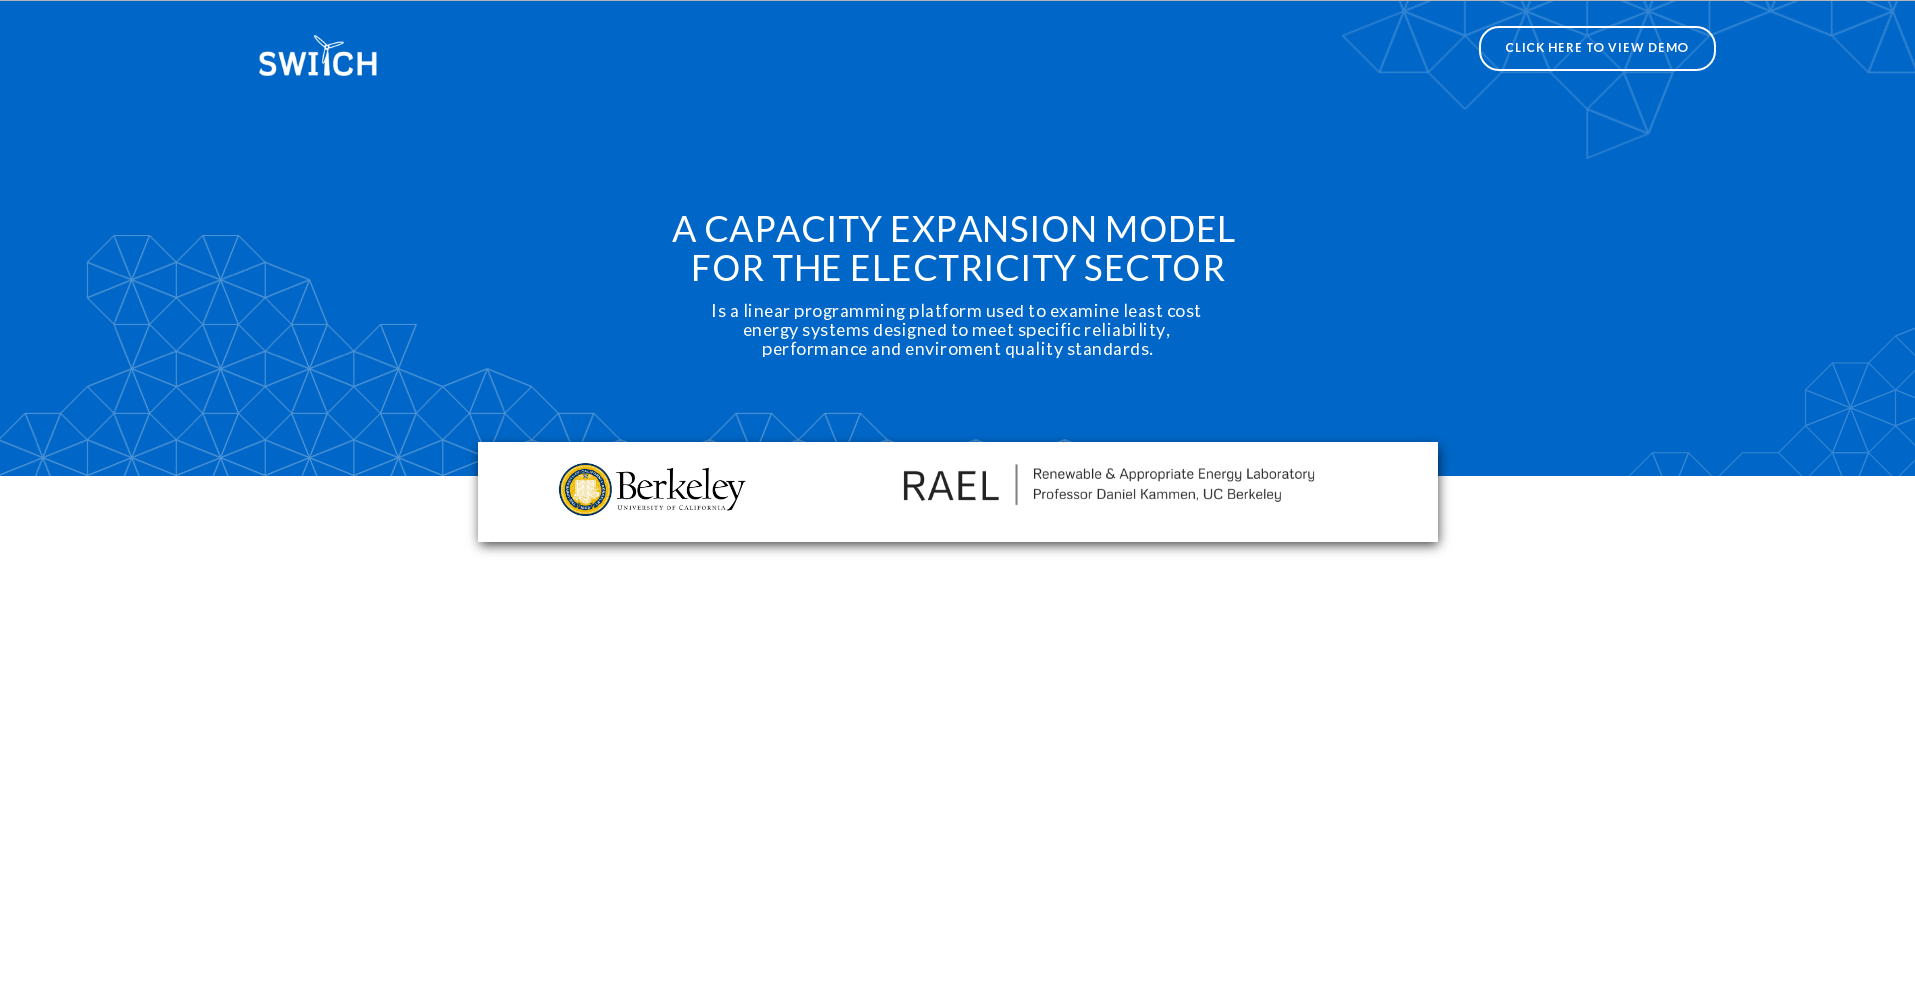 SWITCH
CLICK HERE TO VIEW DEMO
A CAPACITY EXPANSION MODEL
FOR THE ELECTRICITY SECTOR
Is a linear programming platform used to examine least cost
energy systems designed to meet specific reliability,
performance and enviroment quality standards.
Berkeley
UNIVERSITY OF CALIFORNIA
RAEL
Renewable & Appropriate Energy Laboratory
Professor Daniel Kammen, UC Berkeley